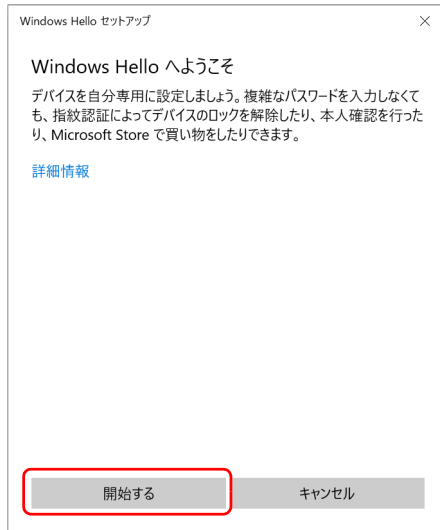 Windows Hello セットアップ
Windows Hello へようこそ
デバイスを自分専用に設定しましょう。複雑なパスワードを入力しなくて
も、指紋認証によってデバイスのロックを解除したり、本人確認を行った
り、Microsoft Store で買い物をしたりできます。
詳細情報
開始する
キャンセル